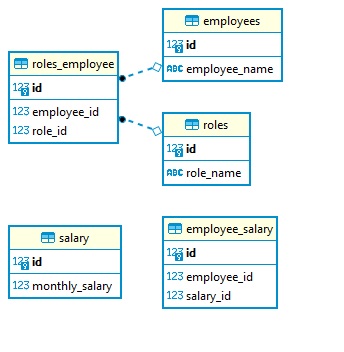 employees
123 id
ABC employee_name
roles_employee
123 id
123 employee_id
123 role_id
roles
123 id
ABC role_name
salary
123 id
123 monthly_salary
employee_salary
123 id
123 employee_id
123 salary_id